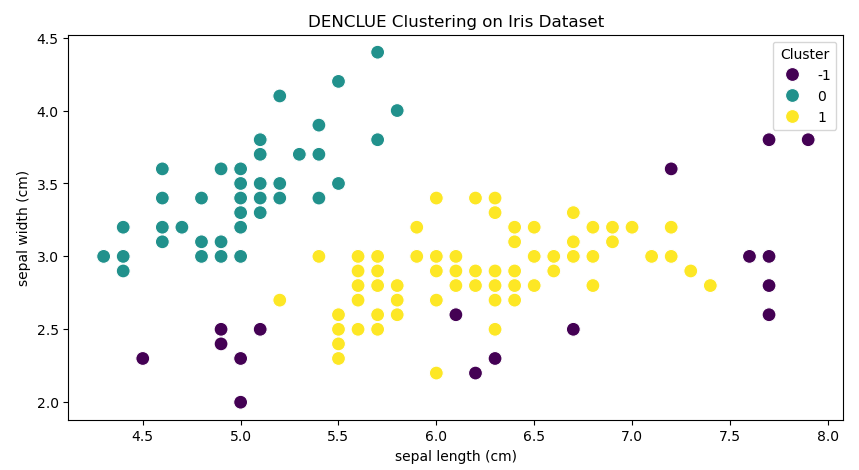 DENCLUE Clustering on Iris Dataset
4.5
4.0
3.5
3.0
2.5
2.0
sepal width (cm)
Cluster
-1
0
1
4.5 5.0 5.5 6.0 6.5 7.0 7.5 8.0
sepal length (cm)